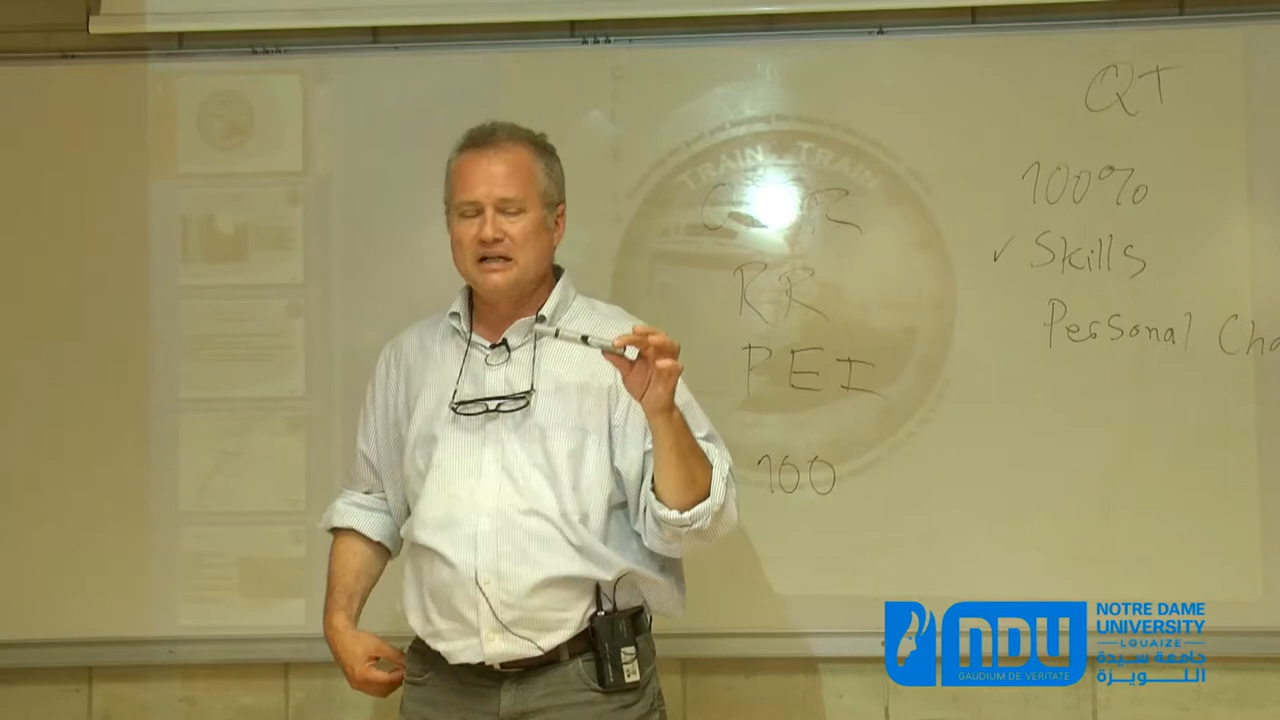 QT
100%
✓ Skills
Personal Cha
TRAIN TRAIN
RR
PEI
100
NDU
GAUDIUM DE VERITATE
NOTRE DAME
UNIVERSITY
LOUAIZE
جامعة سيدة
اللويزة